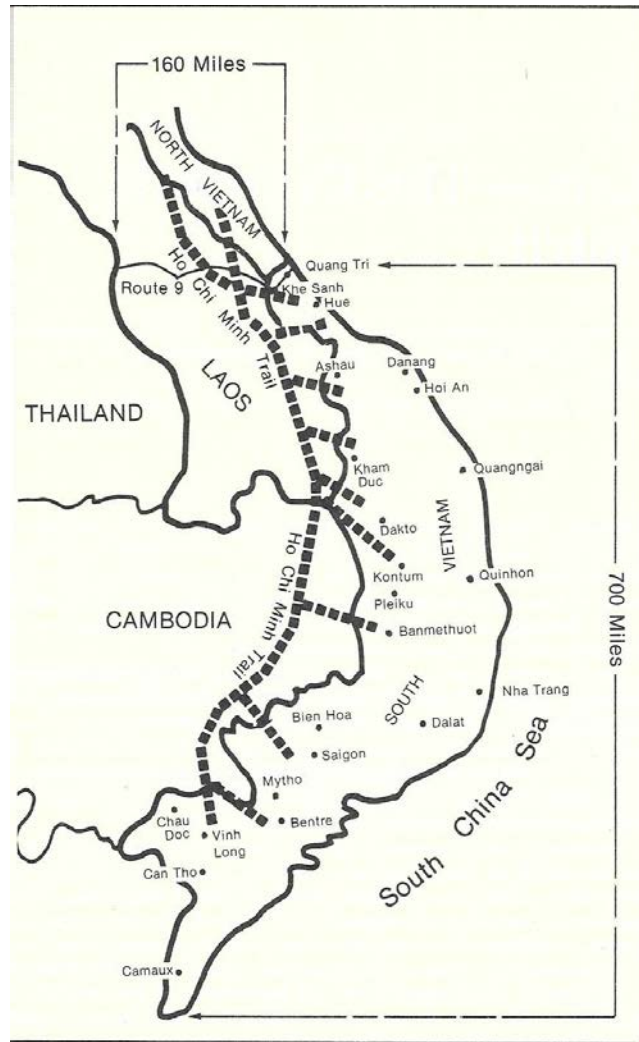 160 Miles
NORTH VIETNAM
Quang Tri
Khe Sanh
Route 9
Hue
Ho Chi Minh Trail
LAOS
Ashau
Danang
Hoi An
THAILAND
Kham
Duc
Quangngai
VIETNAM
Dakto
Kontum
Quinhon
Pleiku
Ho Chi Minh Trail
CAMBODIA
Banmethuot
700 Miles
SOUTH
Nha Trang
Bien Hoa
Dalat
Saigon
South China Sea
Mytho
Chau
Doc
Vinh
Long
Bentre
Can Tho
Camaux